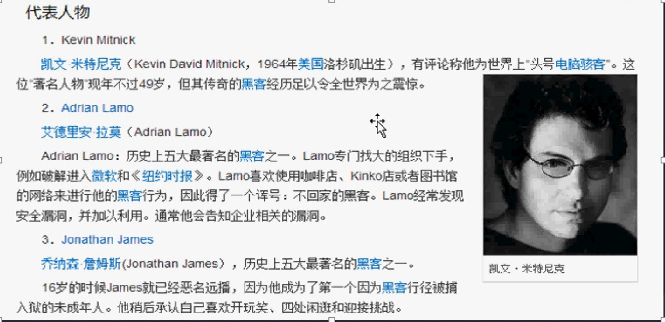 代表人物
1．Kevin Mitnick
凯文·米特尼克（Kevin David Mitnick，1964年美国洛杉矶出生），有评论称他为世界上“头号电脑骇客”。这
位“著名人物”现年不过49岁，但其传奇的黑客经历足以令全世界为之震惊。
2．Adrian Lamo
艾德里安·拉莫（Adrian Lamo）
Adrian Lamo：历史上五大最著名的黑客之一。Lamo专门找大的组织下手，
例如破解进入微软和《纽约时报》。Lamo喜欢使用咖啡店、Kinko店或者图书馆
的网络来进行他的黑客行为，因此得了一个诨号：不回家的黑客。Lamo经常发现
安全漏洞，并加以利用。通常他会告知企业相关的漏洞。
3．Jonathan James
乔纳森·詹姆斯(Jonathan James），历史上五大最著名的黑客之一。
16岁的时候James就已经恶名远播，因为他成为了第一个因为黑客行径被捕
入狱的未成年人。他稍后承认自己喜欢开玩笑、四处闲逛和迎接挑战。
凯文·米特尼克